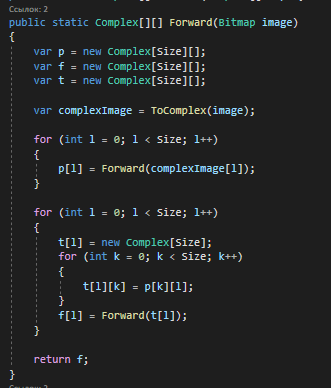 Ссылок: 2
public static Complex[][] Forward(Bitmap image)
{
var p = new Complex[Size][];
var f = new Complex[Size][];
var t = new Complex[Size][];
var complexImage = ToComplex(image);
for (int l = 0; l < Size; l++)
{
p[l] = Forward(complexImage[l]);
}
for (int l = 0; l < Size; l++)
{
t[l] = new Complex[Size];
for (int k = 0; k < Size; k++)
{
t[l][k] = p[k][l];
}
f[l] = Forward(t[l]);
}
return f;
}